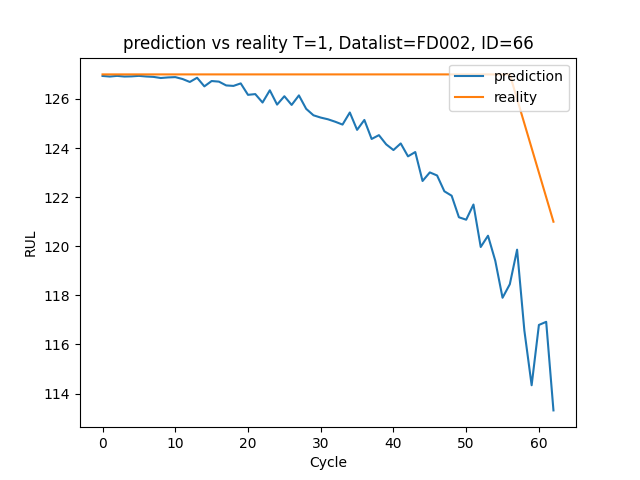 prediction vs reality T=1, Datalist=FD002, ID=66
prediction
reality
RUL
126
124
122
120
118
116
114
0 10 20 30 40 50 60
Cycle